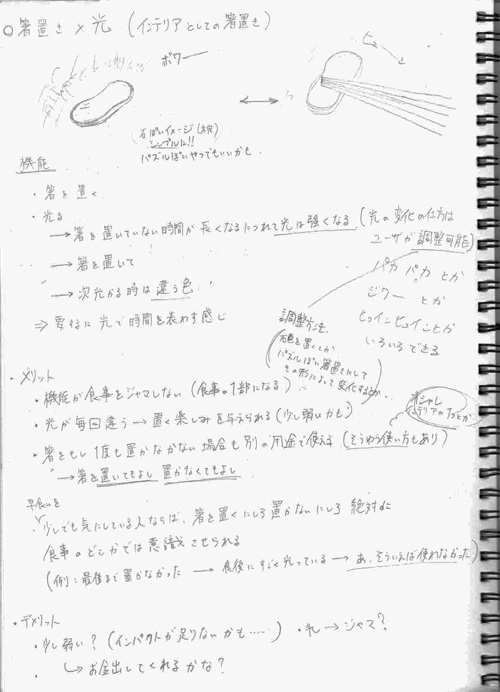 ○箸置き × 光 (インテリアとしての箸置き)
ポワー
石ぽいイメージ(大理)
シンプルに!!
パズルぽいやつでもいいかも
機能
・箸を置く
・光る
→箸を置いていない時間が長くなるにつれて光は強くなる (光の変化の仕方は
ユーザが調整可能)
→箸を置いて
→次光かる時は違う色
⇒要するに光で時間を表わす感じ
パカ パカ とか
ジワー とか
ヒュインヒュインことか
いろいろできる
調整方法を、
石を置くとか
パズルぽい箸置きにして
その形によって変化するか
・メリット
・機能が食事をジャマしない (食事の1部になる)
・光が毎回違う→置く楽しみを与えられる (少し弱いかも)
オシャレ
インテリアの1つとか
・箸をもし1度も置かなかない場合も別の用途で使える (そうゆう使い方もあり)
→箸を置いてもよし 置かなくてもよし
早食いを
・少しでも気にしている人ならば、箸を置くにしろ置かないにしろ 絶対に
食事のどこかでは意識させられる
(例:最後まで置かなかった → 食後にすごく光っている → あ、そういえば使わなかった)
・デメリット
・少し弱い? (インパクトが足りないかも……) ・光→ジャマ?
・ ↳お金出してくれるかな?